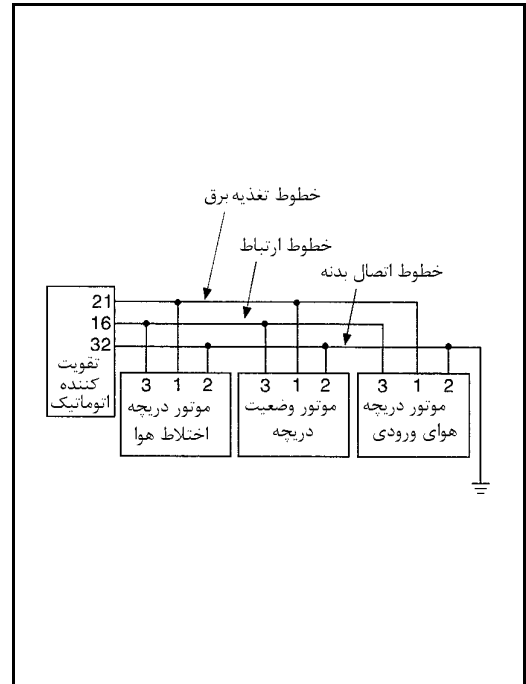 خطوط تغذیه برق
خطوط ارتباط
خطوط اتصال بدنه
21
16
32
تقویت
کننده
اتوماتیک
3 1 2
موتور دریچه
اختلاط هوا
3 1 2
موتور وضعیت
دریچه
3 1 2
موتور دریچه
هوای ورودی